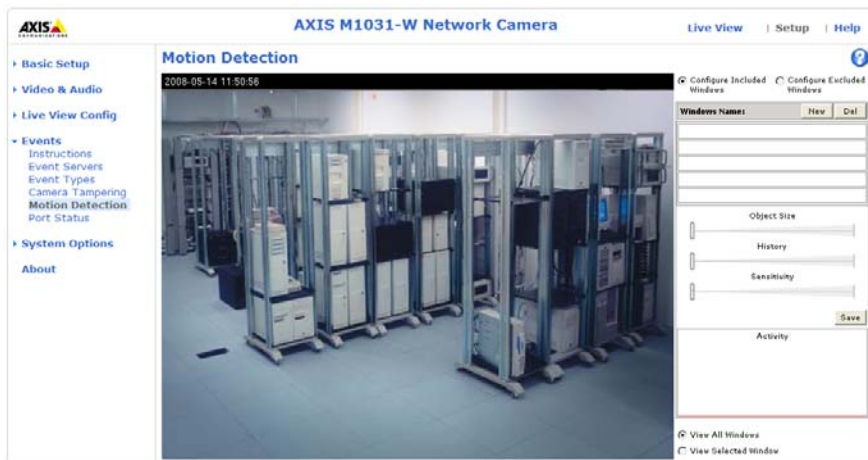 AXIS
COMMUNICATIONS
AXIS M1031-W Network Camera
Live View | Setup | Help
Basic Setup
Video & Audio
Live View Config
Events
Instructions
Event Servers
Event Types
Camera Tampering
Motion Detection
Port Status
System Options
About
Motion Detection
?
2008-05-14 11:50:56
Configure Included Windows
Configure Excluded Windows
Windows Name:
New
Del
Object Size
History
Sensitivity
Save
Activity
View All Windows
View Selected Window